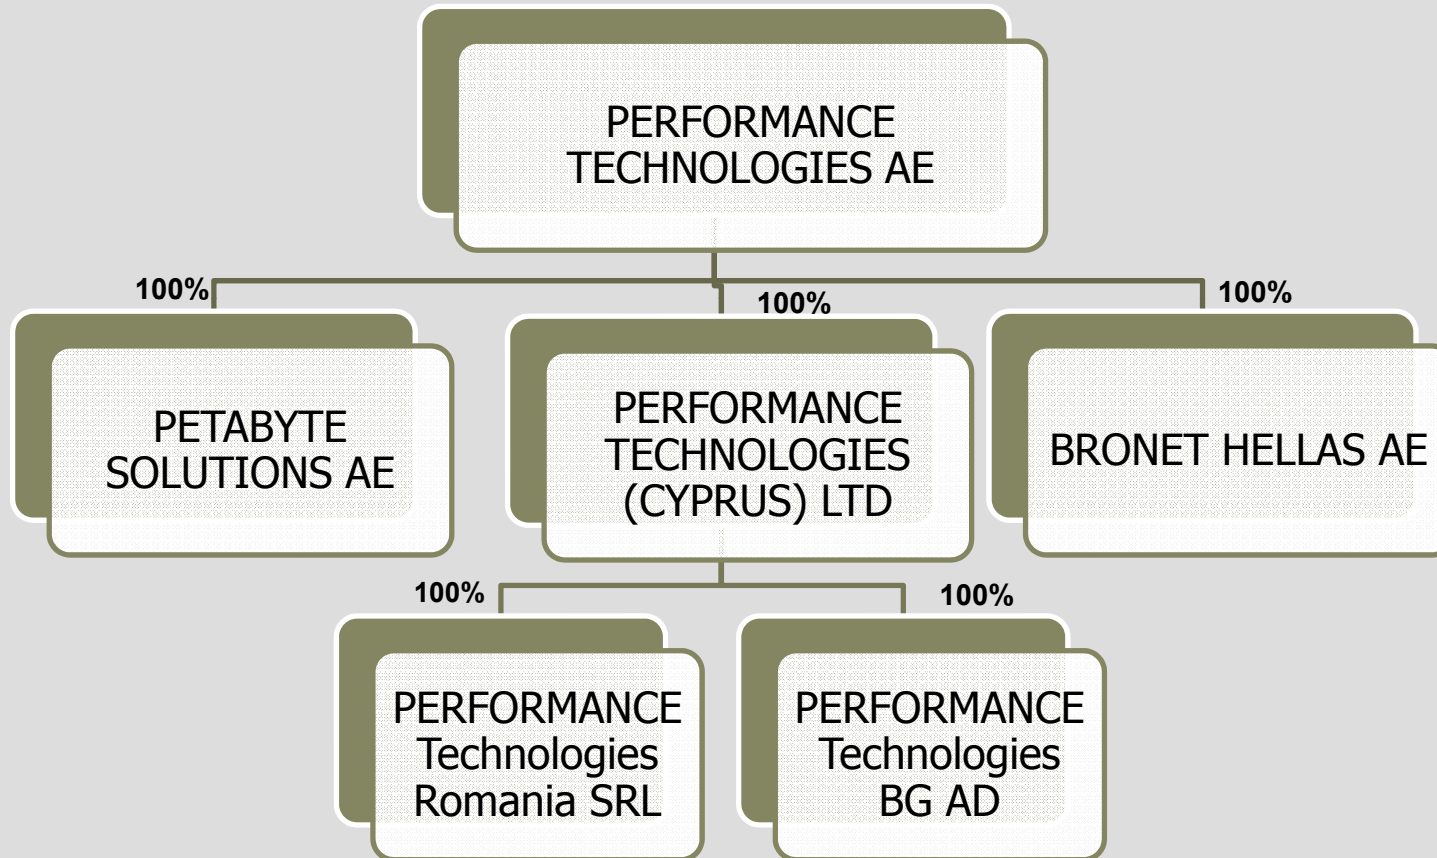 PERFORMANCE
TECHNOLOGIES AE
100%
100%
100%
PETABYTE
SOLUTIONS AE
PERFORMANCE
TECHNOLOGIES
(CYPRUS) LTD
BRONET HELLAS AE
100%
100%
PERFORMANCE
Technologies
Romania SRL
PERFORMANCE
Technologies
BG AD